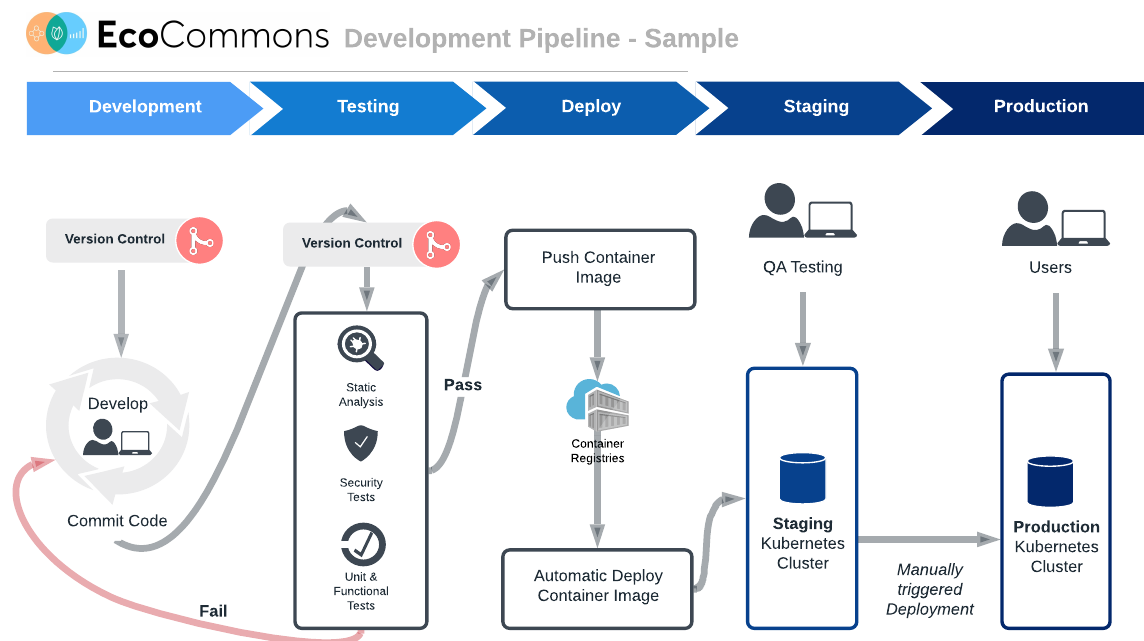 EcoCommons Development Pipeline - Sample
Development
Testing
Deploy
Staging
Production
Version Control
Develop
Commit Code
Fail
Version Control
Static
Analysis
Security
Tests
Unit &
Functional
Tests
Pass
Push Container
Image
Container
Registries
Automatic Deploy
Container Image
QA Testing
Staging
Kubernetes
Cluster
Manually
triggered
Deployment
Users
Production
Kubernetes
Cluster